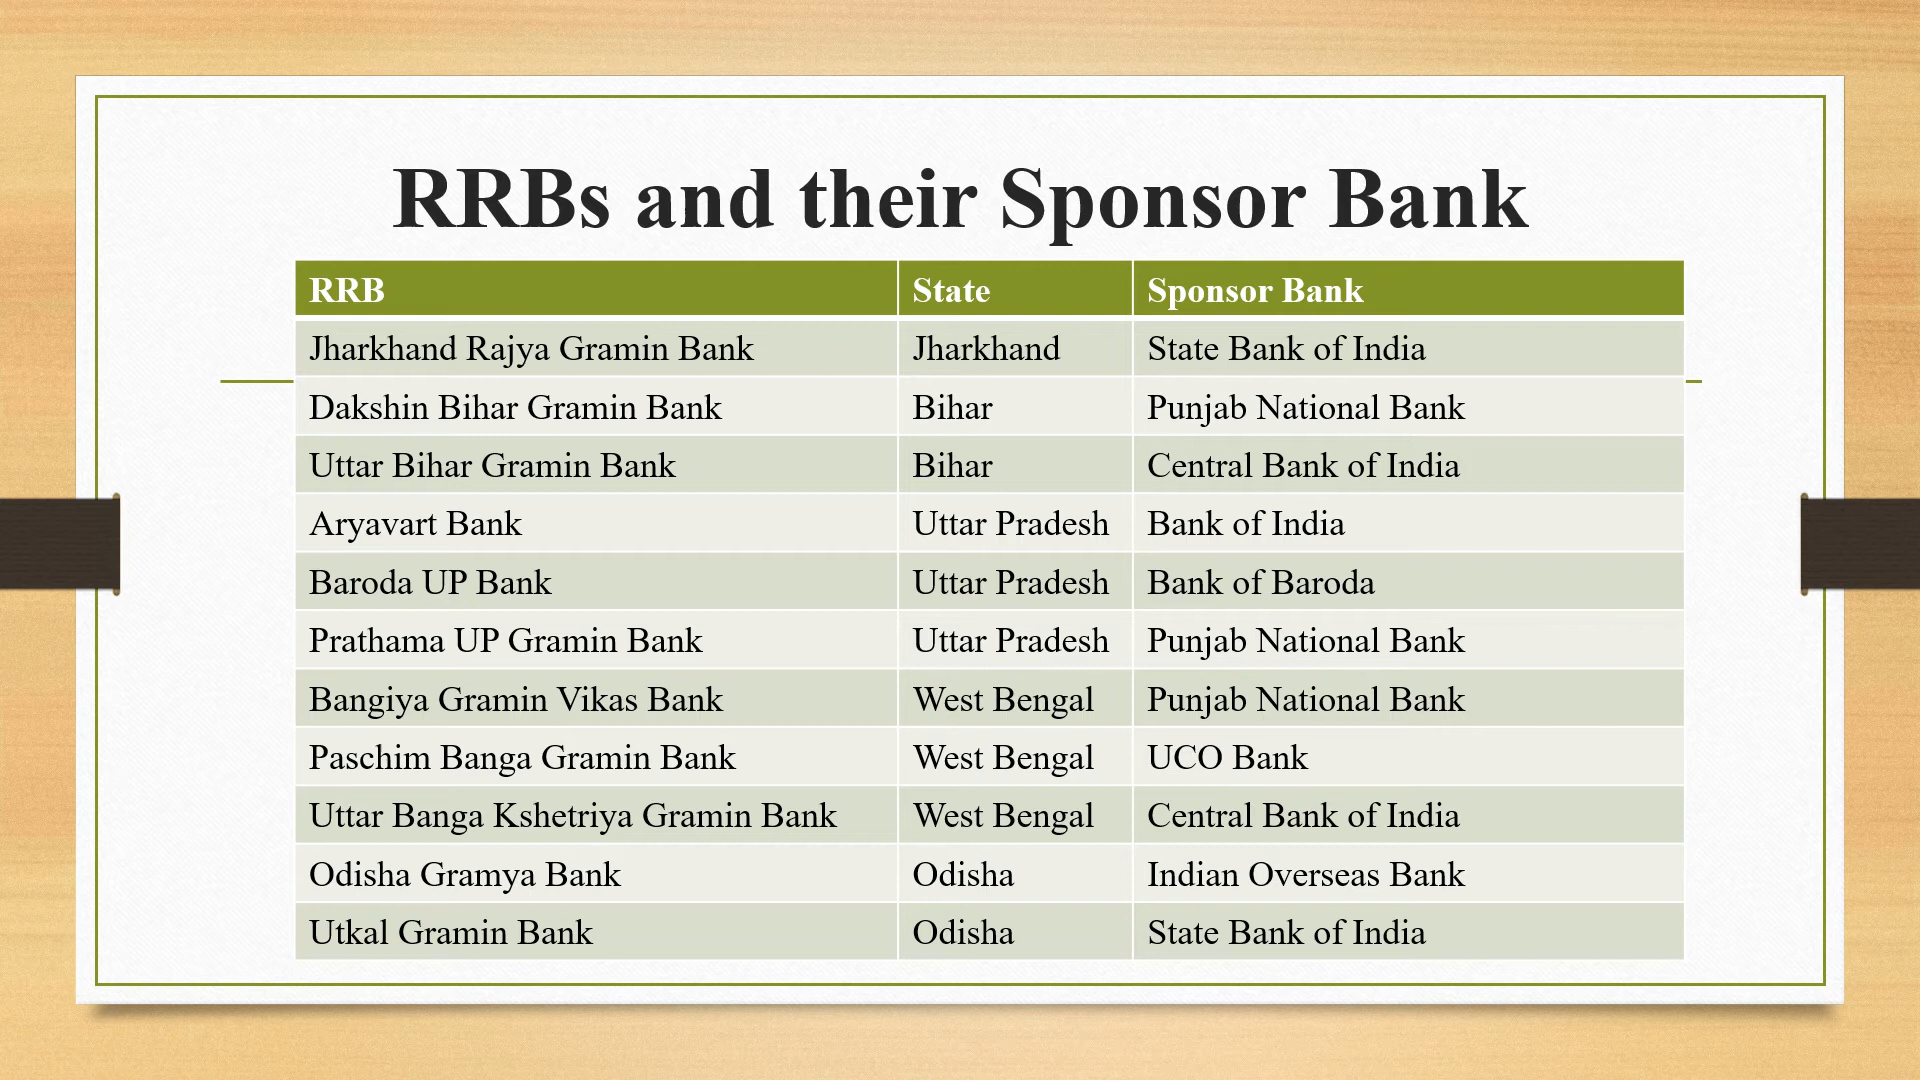 RRBs and their Sponsor Bank
RRB State Sponsor Bank
Jharkhand Rajya Gramin Bank Jharkhand State Bank of India
Dakshin Bihar Gramin Bank Bihar Punjab National Bank
Uttar Bihar Gramin Bank Bihar Central Bank of India
Aryavart Bank Uttar Pradesh Bank of India
Baroda UP Bank Uttar Pradesh Bank of Baroda
Prathama UP Gramin Bank Uttar Pradesh Punjab National Bank
Bangiya Gramin Vikas Bank West Bengal Punjab National Bank
Paschim Banga Gramin Bank West Bengal UCO Bank
Uttar Banga Kshetriya Gramin Bank West Bengal Central Bank of India
Odisha Gramya Bank Odisha Indian Overseas Bank
Utkal Gramin Bank Odisha State Bank of India